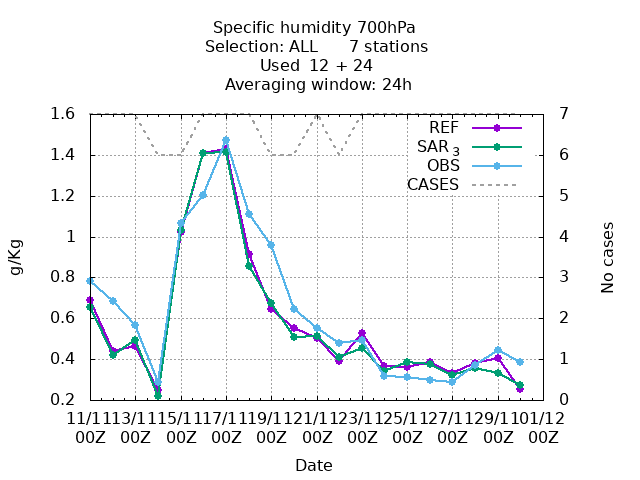 Specific humidity 700hPa
Selection: ALL 7 stations
Used 12 + 24
Averaging window: 24h
1.6 7
REF
SAR 3
1.4 6
OBS
CASES
1.2 5
1 4
0.8 3
0.6 2
0.4 1
0.2 0
g/Kg
No cases
11/11 13/11 15/11 17/11 19/11 21/11 23/11 25/11 27/11 29/11 01/12
00Z 00Z 00Z 00Z 00Z 00Z 00Z 00Z 00Z 00Z 00Z
Date